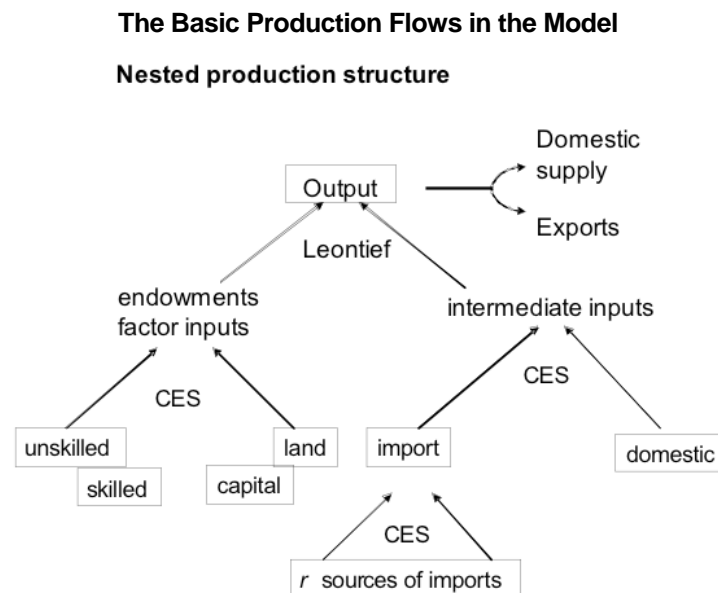 The Basic Production Flows in the Model
Nested production structure
Domestic
supply
Output
Exports
Leontief
endowments
factor inputs
intermediate inputs
CES
CES
unskilled
land
import
domestic
skilled
capital
CES
r sources of imports